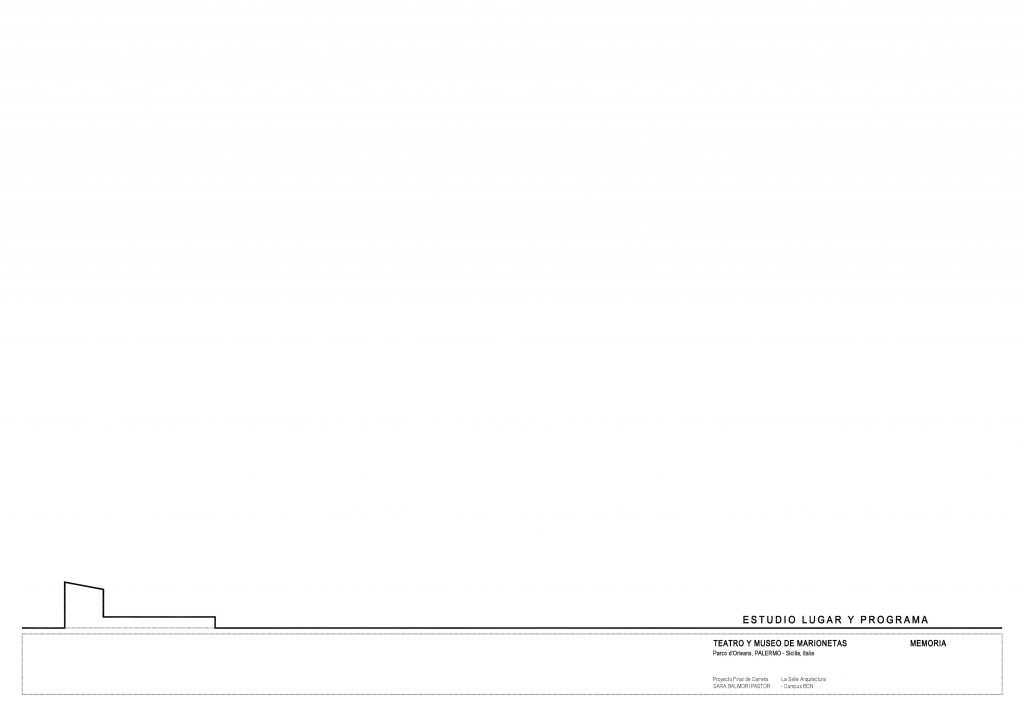 ESTUDIO LUGAR Y PROGRAMA
TEATRO Y MUSEO DE MARIONETAS MEMORIA
Parco d'Orleans, PALERMO - Sicilia, Italia
Proyecto Final de Carrera La Salle Arquitectura
SARA BALMORI PASTOR - Campus BCN